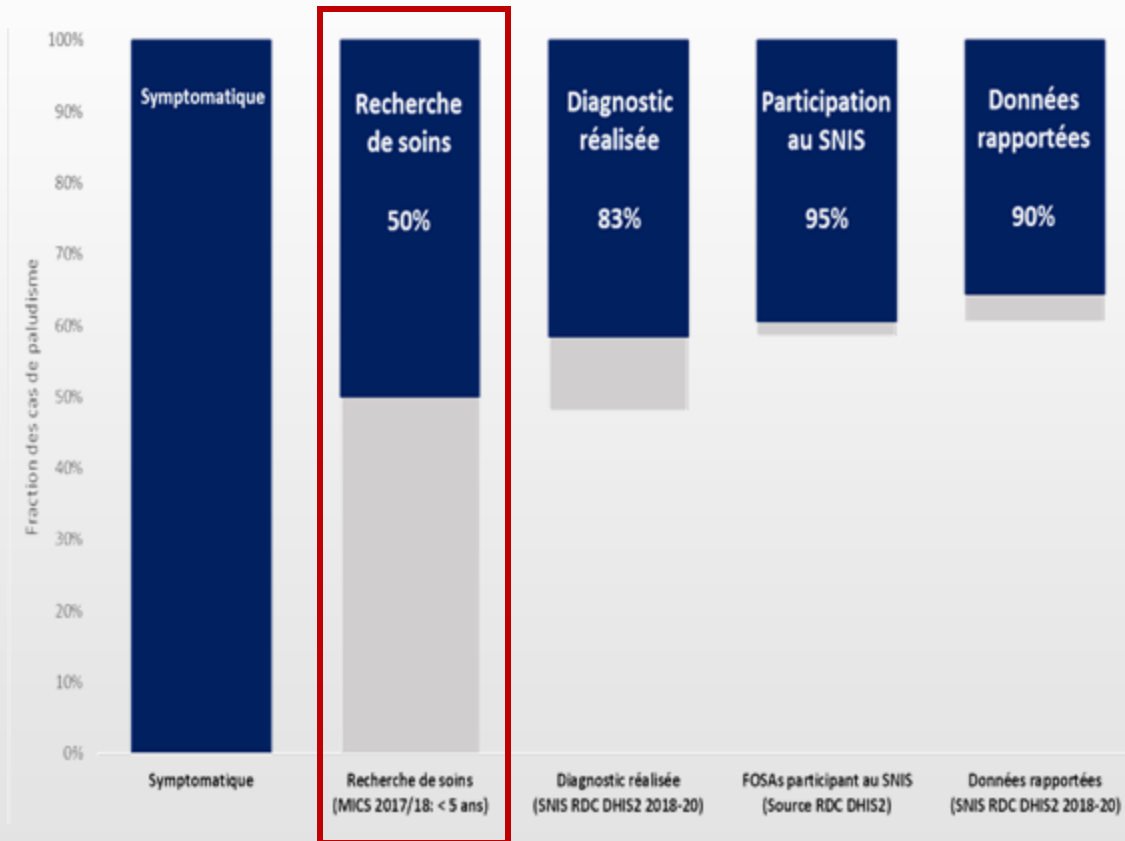 Fraction des cas de paludisme
100%
90%
80%
70%
60%
50%
40%
30%
20%
10%
0%
Symptomatique
Recherche
de soins
50%
Diagnostic
réalisée
83%
Participation
au SNIS
95%
Données
rapportées
90%
Symptomatique
Recherche de soins
(MICS 2017/18: < 5 ans)
Diagnostic réalisée
(SNIS RDC DHIS2 2018-20)
FOSAs participant au SNIS
(Source RDC DHIS2)
Données rapportées
(SNIS RDC DHIS2 2018-20)